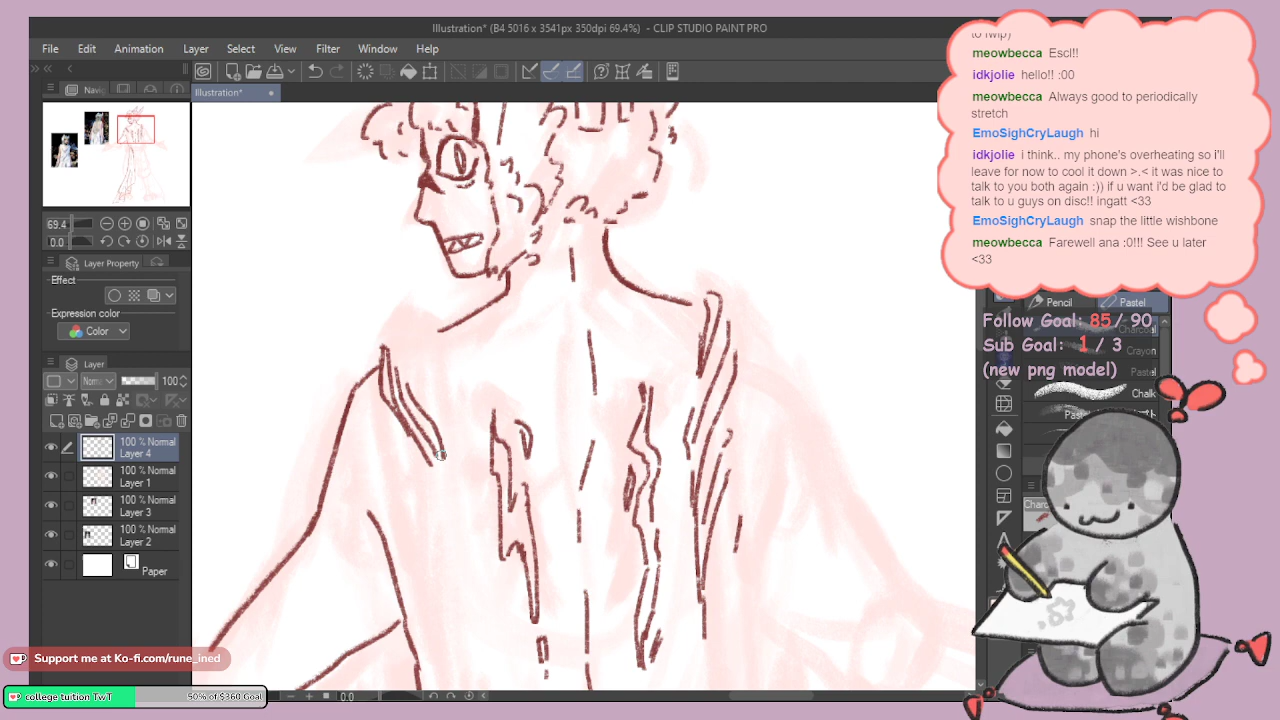 Illustration* (B4 5016 x 3541px 350dpi 69.4%) - CLIP STUDIO PAINT PRO
File Edit Animation Layer Select View Filter Window Help
Illustration*
Navig
69.4
0.0
Layer Property
Effect
Expression color
Color
Layer
Norma
100
100 % Normal
Layer 4
100 % Normal
Layer 1
100 % Normal
Layer 3
100 % Normal
Layer 2
Paper
0.0
meowbecca Escl!!
idkjolie hello!! :00
meowbecca Always good to periodically
stretch
EmoSighCryLaugh hi
idkjolie i think.. my phone's overheating so i'll
leave for now to cool it down >.< it was nice to
talk to you both again :)) if u want i'd be glad to
talk to u guys on disc!! ingatt <33
EmoSighCryLaugh snap the little wishbone
meowbecca Farewell ana :0!!! See u later
<33
Pencil Pastel
Follow Goal: 85 / 90
Charcoal
Sub Goal: 1 / 3
Crayon
(new png model)
Pastel
Chalk
Support me at Ko-fi.com/rune_ined
college tuition TwT 50% of $360 Goal